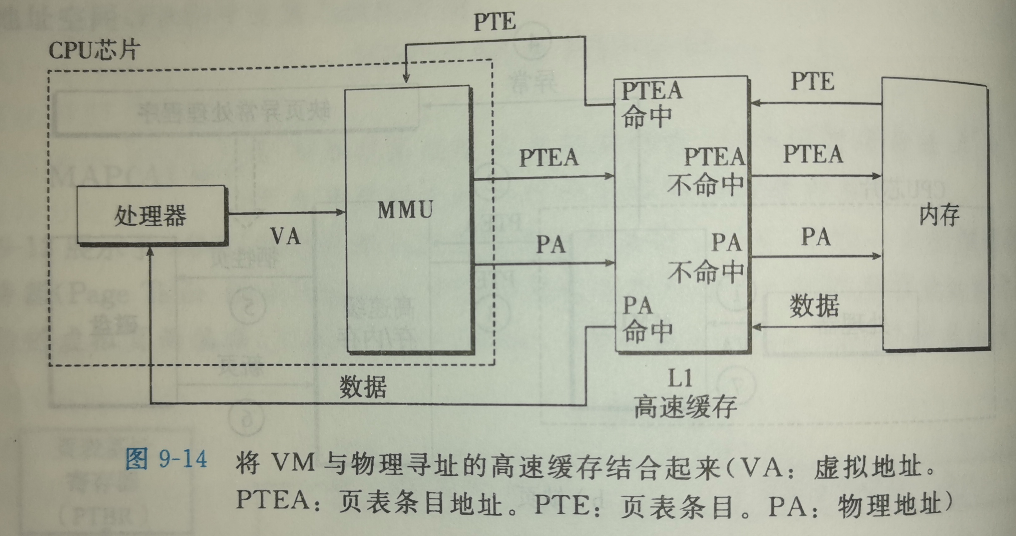 PTE
CPU芯片
PTEA
命中
PTE
PTEA
PTEA
不命中
PTEA
处理器
VA
MMU
内存
PA
PA
不命中
PA
PA
命中
数据
数据
L1
高速缓存
图 9-14 将 VM 与物理寻址的高速缓存结合起来(VA：虚拟地址。
PTEA：页表条目地址。PTE：页表条目。PA：物理地址)